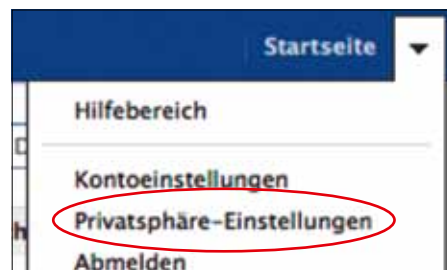 Startseite
Hilfebereich
Kontoeinstellungen
Privatsphäre-Einstellungen
Abmelden